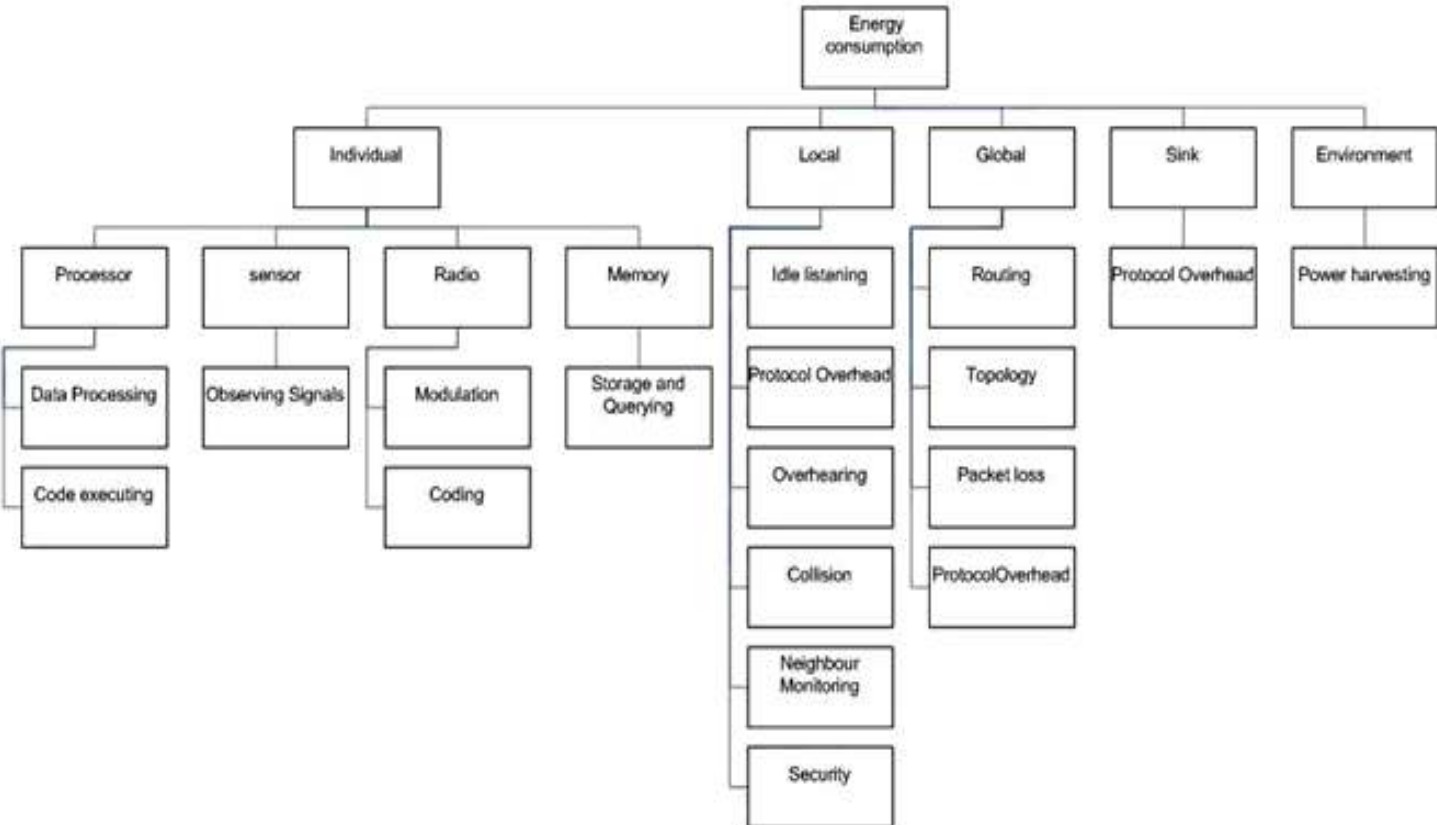 Energy
consumption
Individual
Local
Global
Sink
Environment
Processor
sensor
Radio
Memory
Idle listening
Routing
Protocol Overhead
Power harvesting
Data Processing
Observing Signals
Modulation
Storage and
Querying
Protocol Overhead
Topology
Code executing
Coding
Overhearing
Packet loss
Collision
ProtocolOverhead
Neighbour
Monitoring
Security